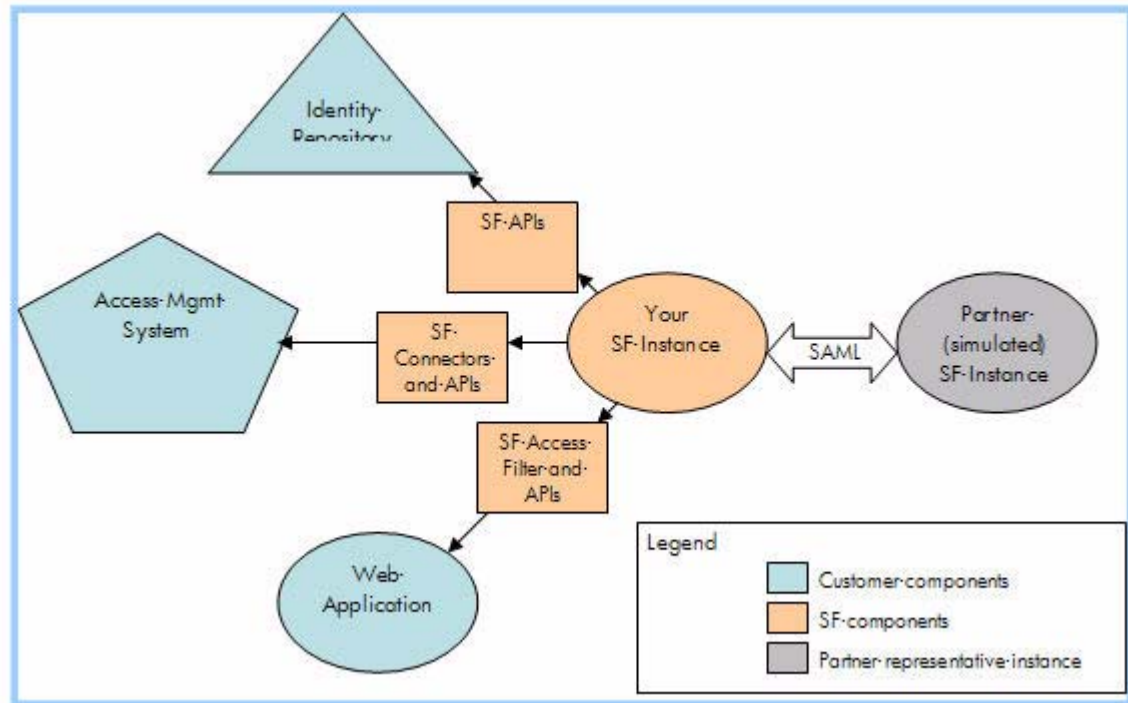 Identity·
Repository
SF·APIs
Access·Mgmt·
System
SF·
Connectors·
and·APIs
Your
SF·Instance
SAML
Partner·
(simulated)
SF·Instance
SF·Access·
Filter·and·
APIs
Web·
Application
Legend
Customer·components
SF·components
Partner·representative·instance